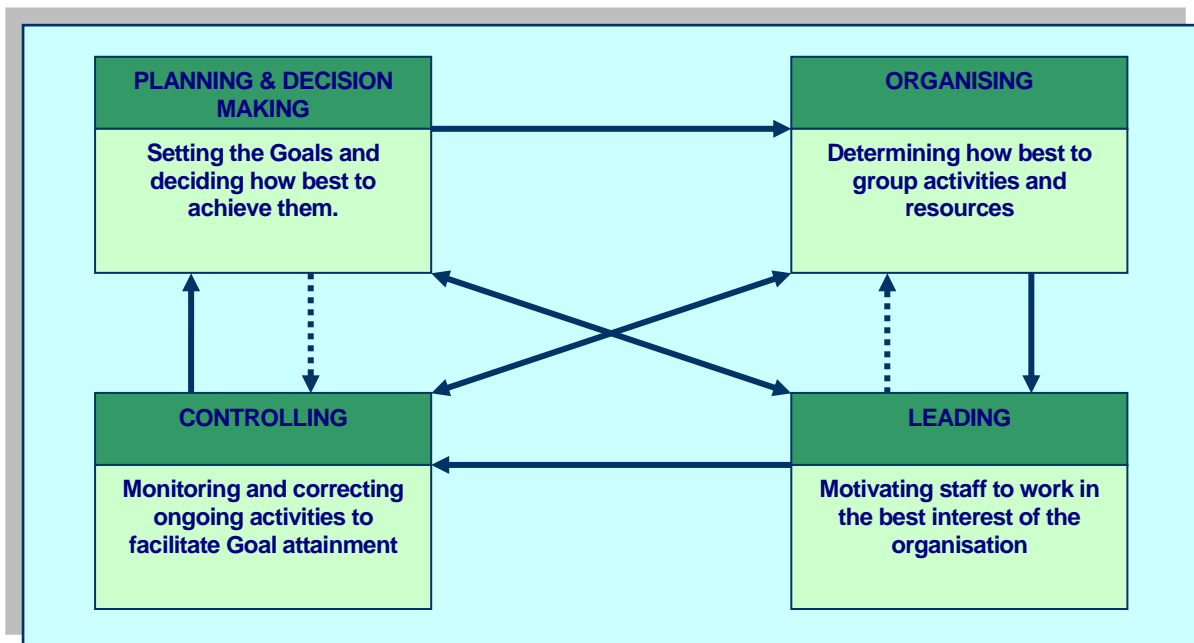 PLANNING & DECISION
MAKING
Setting the Goals and
deciding how best to
achieve them.
ORGANISING
Determining how best to
group activities and
resources
CONTROLLING
Monitoring and correcting
ongoing activities to
facilitate Goal attainment
LEADING
Motivating staff to work in
the best interest of the
organisation